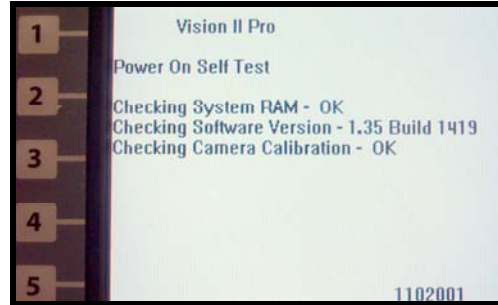 Vision II Pro
Power On Self Test
Checking System RAM - OK
Checking Software Version - 1.35 Build 1419
Checking Camera Calibration - OK
1102001
1
2
3
4
5